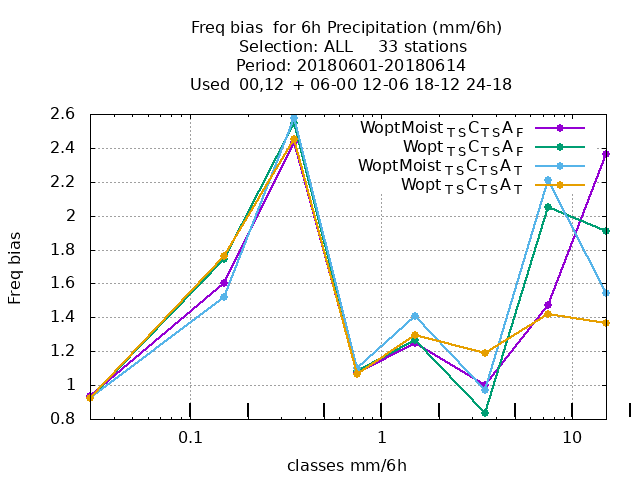 Freq bias  for 6h Precipitation (mm/6h)
Selection: ALL     33 stations
Period: 20180601-20180614
Used  00,12  + 06-00 12-06 18-12 24-18
WoptMoist TS C TS A F
Wopt TS C TS A F
WoptMoist TS C TS A T
Wopt TS C TS A T
2.6
2.4
2.2
2
1.8
1.6
1.4
1.2
1
0.8
Freq bias
0.1
1
10
classes mm/6h